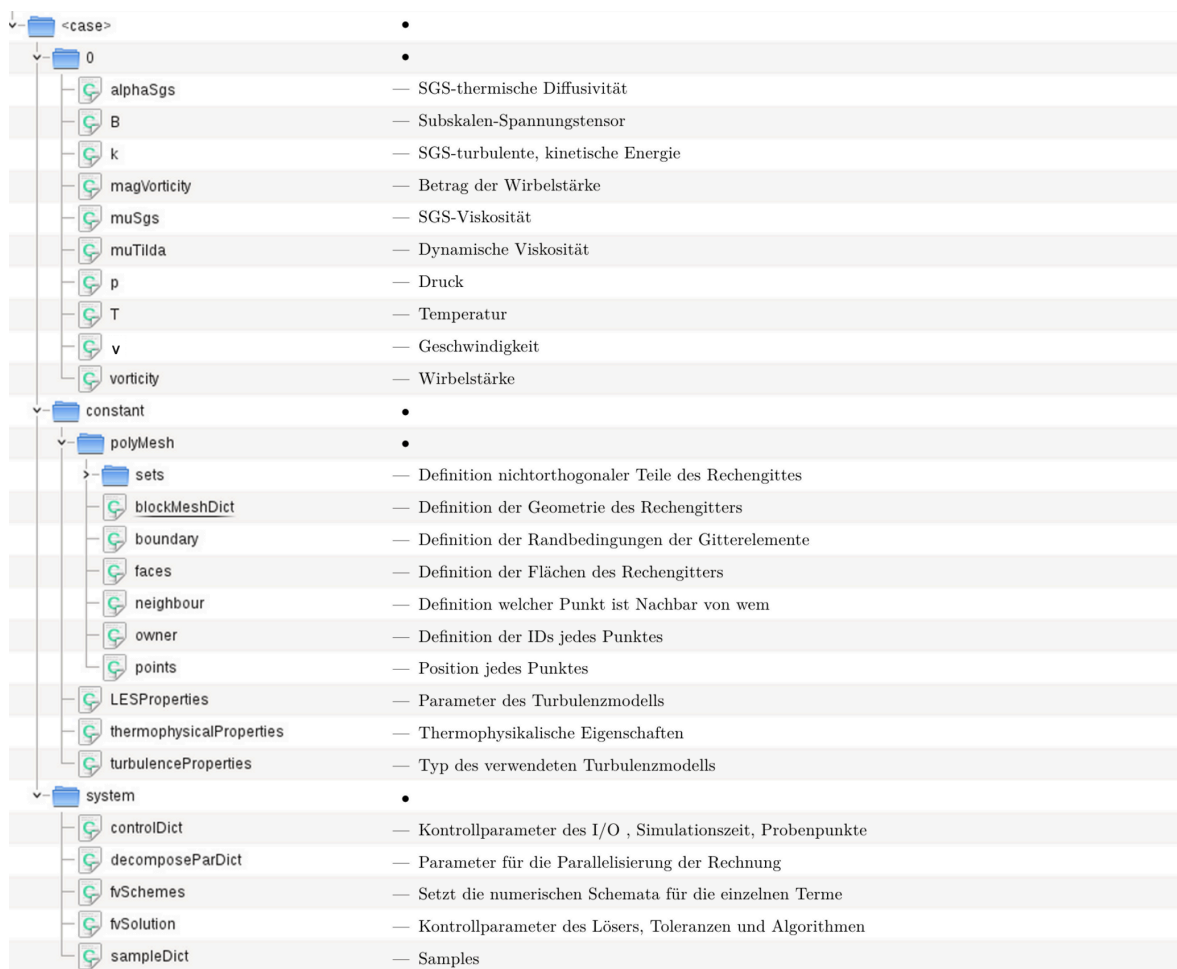 <case> •
0 •
alphaSgs — SGS-thermische Diffusivität
B — Subskalen-Spannungstensor
k — SGS-turbulente, kinetische Energie
magVorticity — Betrag der Wirbelstärke
muSgs — SGS-Viskosität
muTilda — Dynamische Viskosität
p — Druck
T — Temperatur
v — Geschwindigkeit
vorticity — Wirbelstärke
constant •
polyMesh •
sets — Definition nichtorthogonaler Teile des Rechengittes
blockMeshDict — Definition der Geometrie des Rechengitters
boundary — Definition der Randbedingungen der Gitterelemente
faces — Definition der Flächen des Rechengitters
neighbour — Definition welcher Punkt ist Nachbar von wem
owner — Definition der IDs jedes Punktes
points — Position jedes Punktes
LESProperties — Parameter des Turbulenzmodells
thermophysicalProperties — Thermophysikalische Eigenschaften
turbulenceProperties — Typ des verwendeten Turbulenzmodells
system •
controlDict — Kontrollparameter des I/O , Simulationszeit, Probenpunkte
decomposeParDict — Parameter für die Parallelisierung der Rechnung
fvSchemes — Setzt die numerischen Schemata für die einzelnen Terme
fvSolution — Kontrollparameter des Lösers, Toleranzen und Algorithmen
sampleDict — Samples